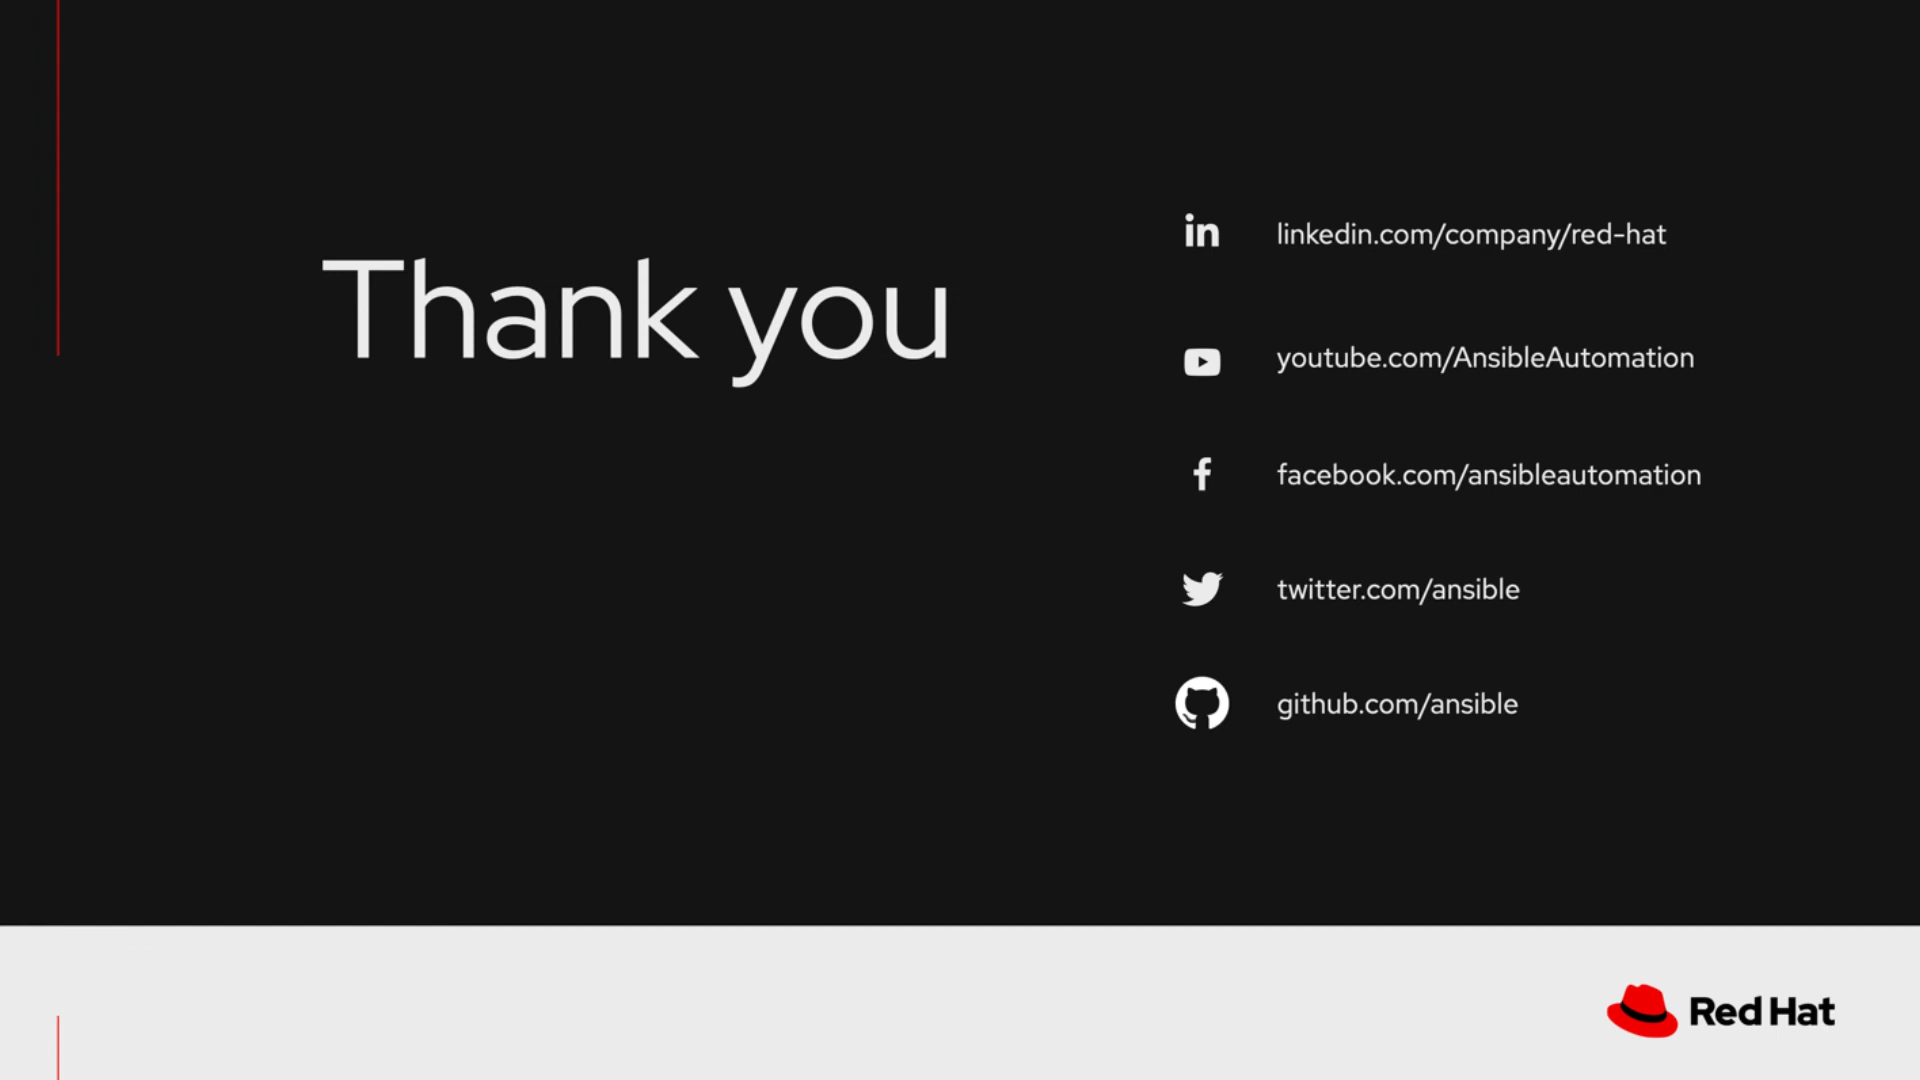 Thank you
in
linkedin.com/company/red-hat
youtube.com/AnsibleAutomation
f
facebook.com/ansibleautomation
twitter.com/ansible
github.com/ansible
Red Hat